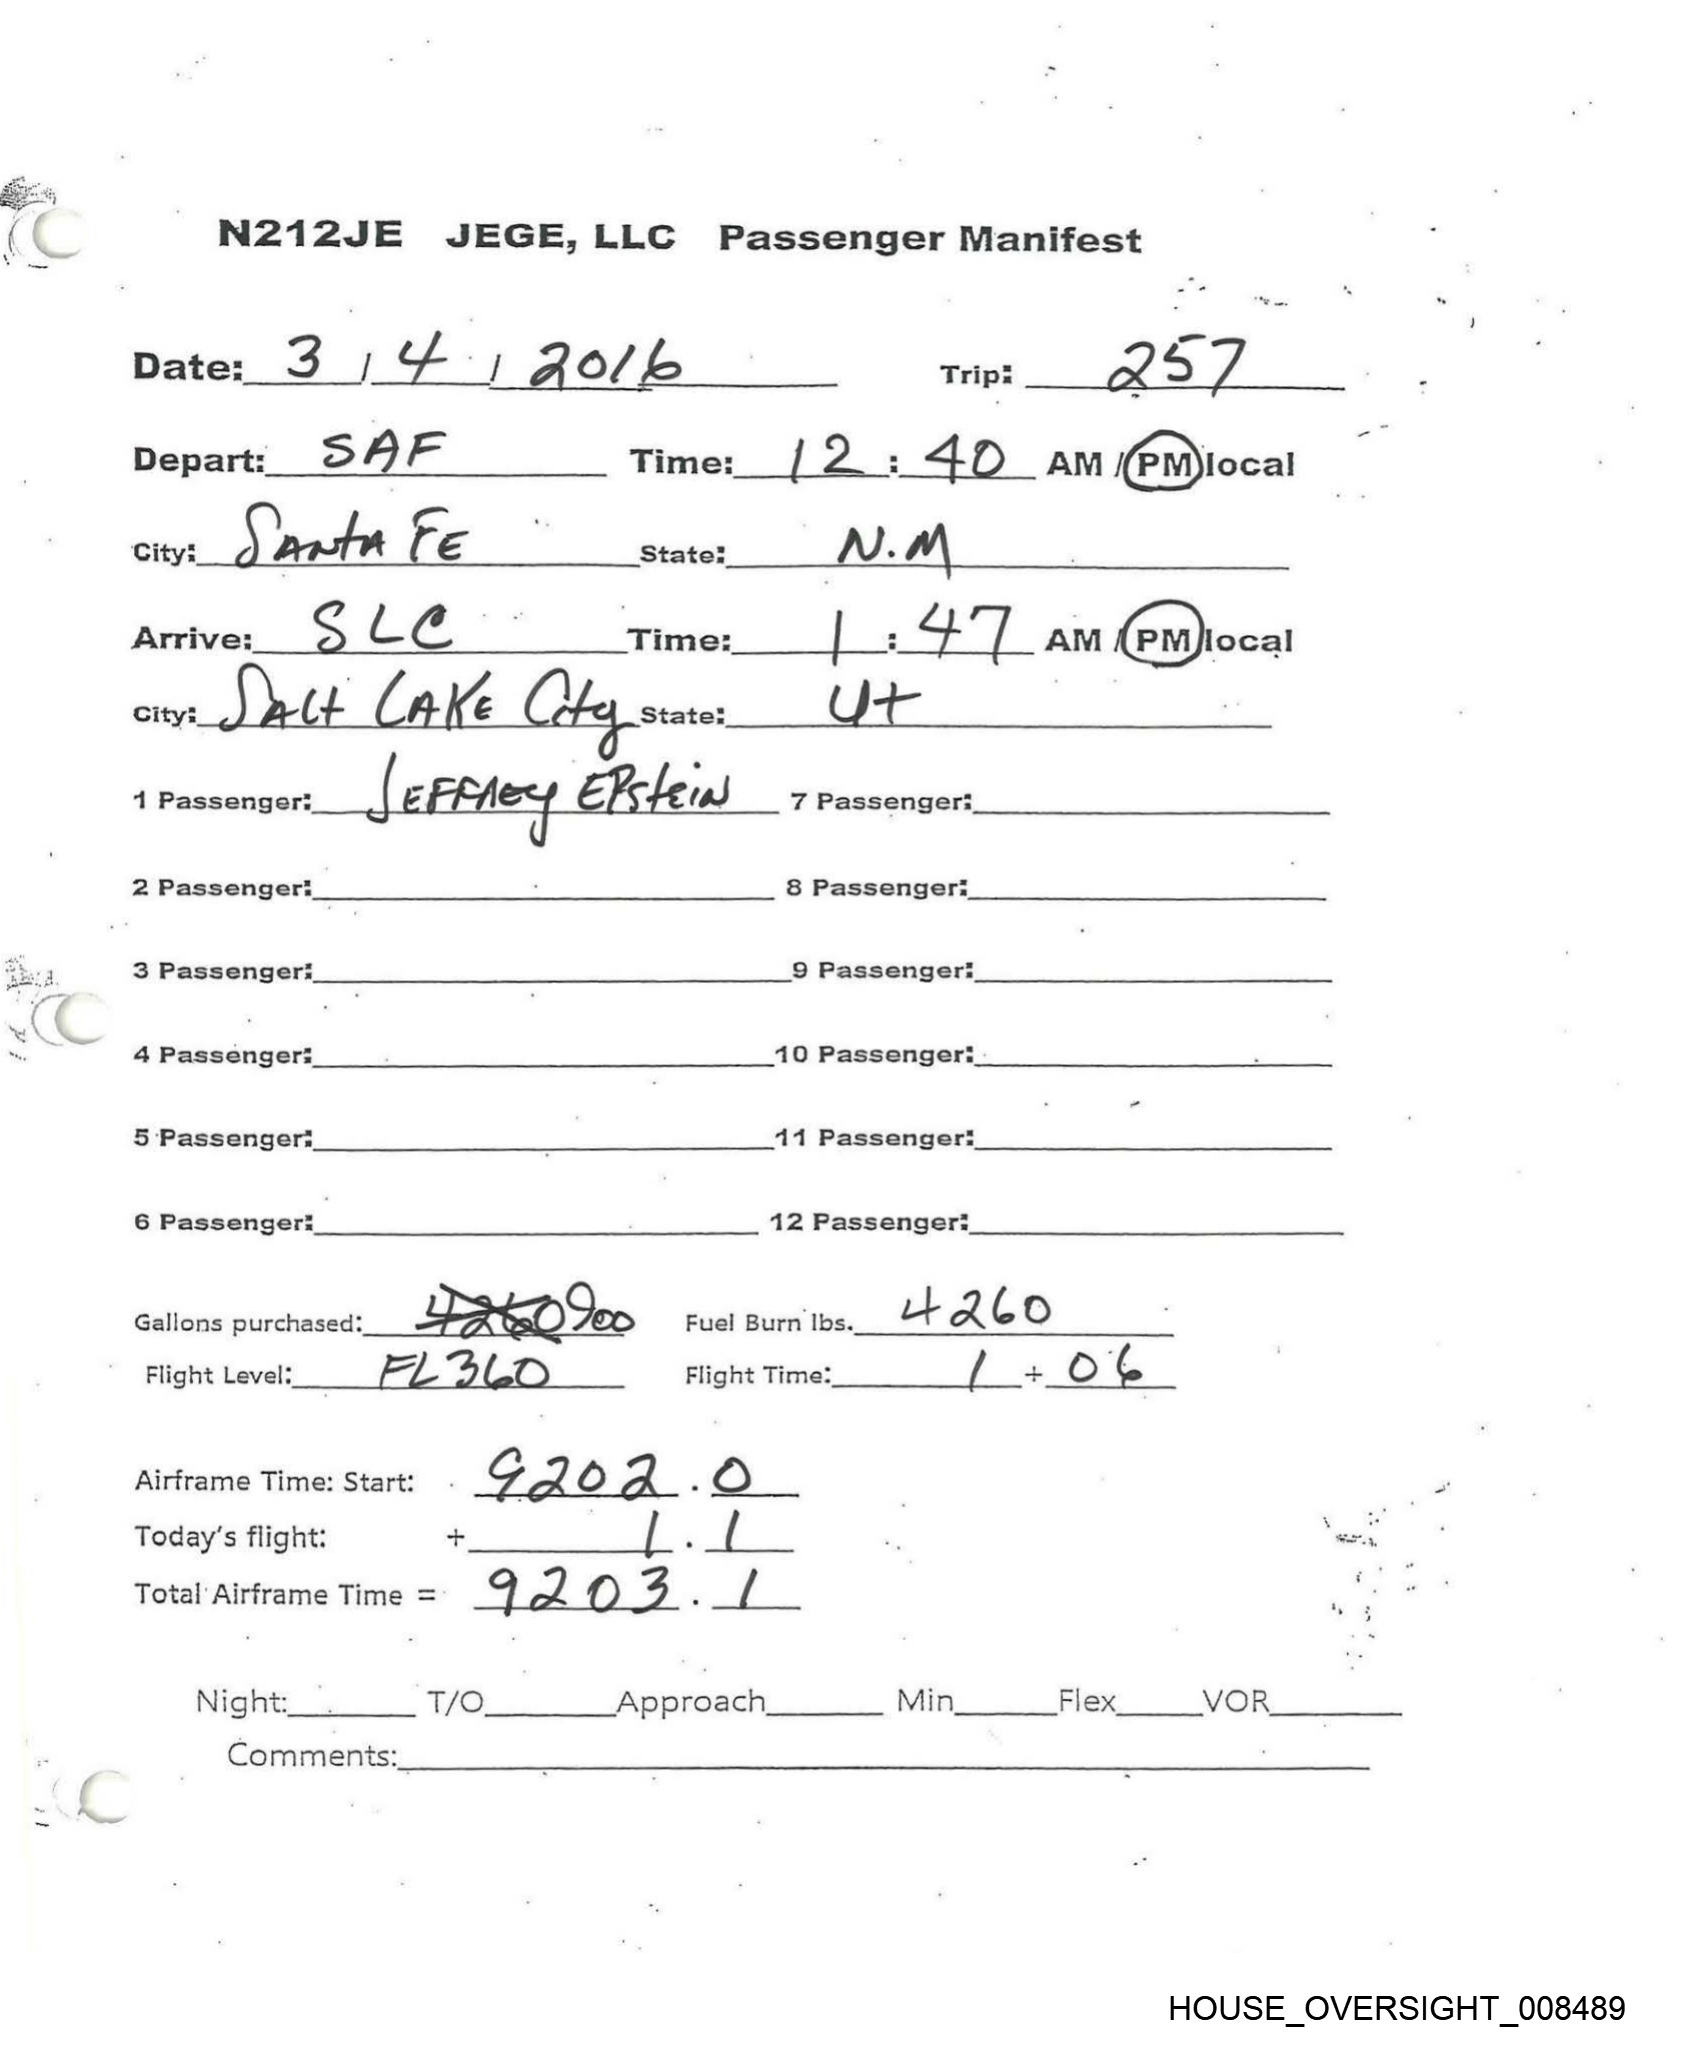 N212JE JEGE, LLC Passenger Manifest
Date: 3 / 4 / 2016 Trip: 257
Depart: SAF Time: 12 : 40 AM / PM local
City: Santa Fe State: N.M
Arrive: SLC Time: 1 : 47 AM / PM local
City: Salt Lake City State: Ut
1 Passenger: Jeffrey Epstein 7 Passenger:
2 Passenger: 8 Passenger:
3 Passenger: 9 Passenger:
4 Passenger: 10 Passenger:
5 Passenger: 11 Passenger:
6 Passenger: 12 Passenger:
Gallons purchased: 4260 900 Fuel Burn lbs. 4260
Flight Level: FL360 Flight Time: 1 + 06
Airframe Time: Start: 9202.0
Today's flight: + 1.1
Total Airframe Time = 9203.1
Night: T/O Approach Min Flex VOR
Comments:
HOUSE_OVERSIGHT_008489